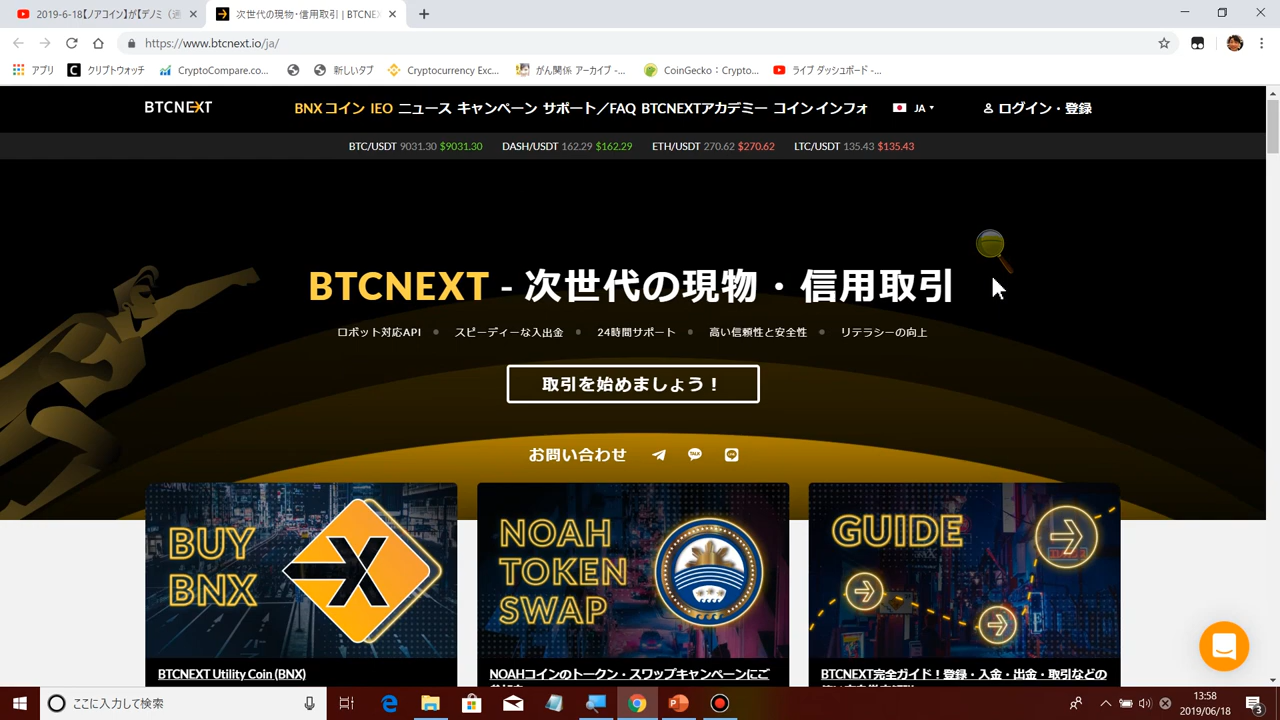 2019-6-18【ノアコイン】が【デノミ（通
次世代の現物・信用取引 | BTCNEX
https://www.btcnext.io/ja/
アプリ
クリプトウォッチ
CryptoCompare.co...
新しいタブ
Cryptocurrency Exc...
がん関係 アーカイブ -...
CoinGecko：Crypto...
ライブ ダッシュボード -...
BTCNEXT
BNX コイン IEO ニュース キャンペーン サポート／FAQ BTCNEXTアカデミー コイン インフォ
JA
ログイン・登録
BTC/USDT 9031.30 $9031.30 DASH/USDT 162.29 $162.29 ETH/USDT 270.62 $270.62 LTC/USDT 135.43 $135.43
BTCNEXT - 次世代の現物・信用取引
ロボット対応API ● スピーディーな入出金 ● 24時間サポート ● 高い信頼性と安全性 ● リテラシーの向上
取引を始めましょう！
お問い合わせ
BUY
BNX
NOAH
TOKEN
SWAP
GUIDE
BTCNEXT Utility Coin (BNX)
NOAHコインのトークン・スワップキャンペーンにご
BTCNEXT完全ガイド！登録・入金・出金・取引などの
ここに入力して検索
13:58
2019/06/18
3